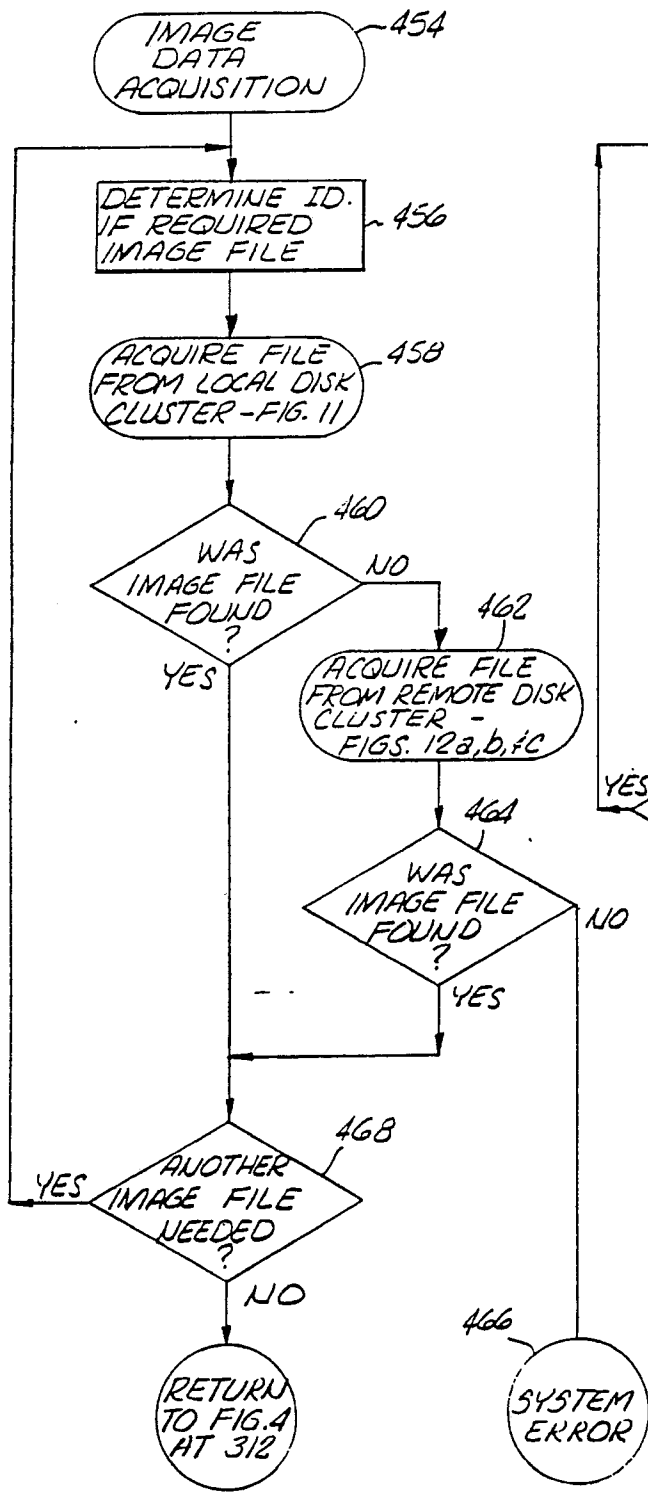 IMAGE
DATA
ACQUISITION
454
DETERMINE ID.
IF REQUIRED
IMAGE FILE
456
ACQUIRE FILE
FROM LOCAL DISK
CLUSTER-FIG. 11
458
460
WAS
IMAGE FILE
FOUND
?
NO
YES
462
ACQUIRE FILE
FROM REMOTE DISK
CLUSTER -
FIGS. 12a,b,&c
YES
464
WAS
IMAGE FILE
FOUND
?
NO
YES
468
ANOTHER
IMAGE FILE
NEEDED
?
YES
NO
RETURN
TO FIG.4
AT 312
466
SYSTEM
ERROR